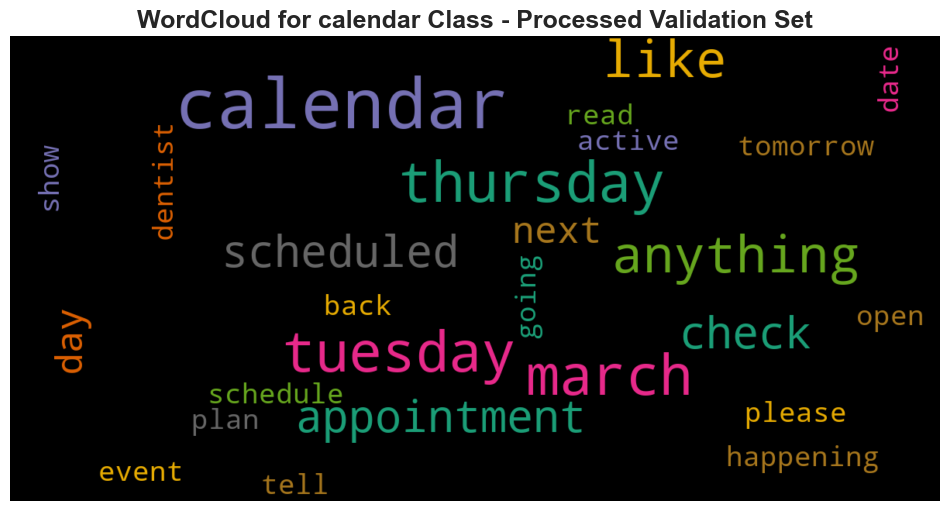 WordCloud for calendar Class - Processed Validation Set
like
date
calendar
read
active
tomorrow
show
dentist
thursday
next
scheduled
anything
going
back
open
day
check
tuesday
march
schedule
plan
appointment
please
happening
event
tell